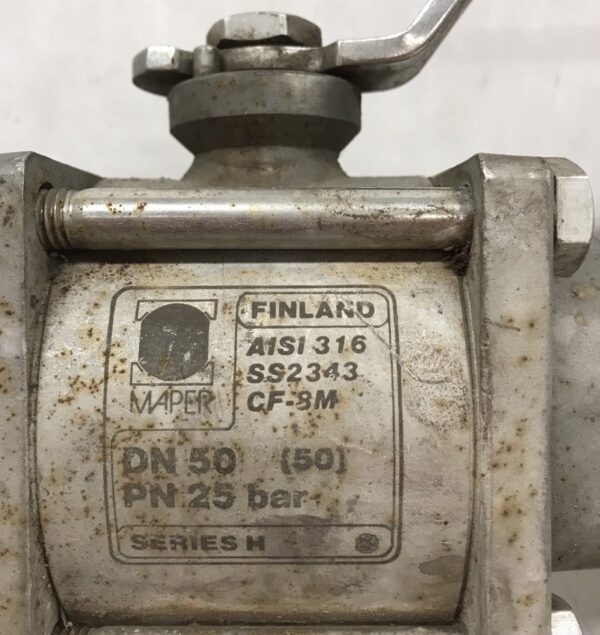 MAPER
FINLAND
AISI 316
SS2343
CF-8M
DN 50 (50)
PN 25 bar
SERIES H